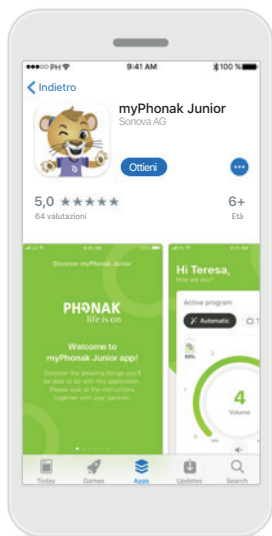 PH 9:41 AM 100 %
Indietro
myPhonak Junior
Sonova AG
Ottieni
5,0 ★★★★★ 6+
64 valutazioni Età
Discover myPhonak Junior
PHONAK
life is on
Welcome to
myPhonak Junior app!
Discover the amazing things you'll
be able to do with this application.
Please look at the instructions
together with your parents.
Hi Teresa,
How are you?
Active program
Automatic
50%
4
Volume
Today Games Apps Updates Search